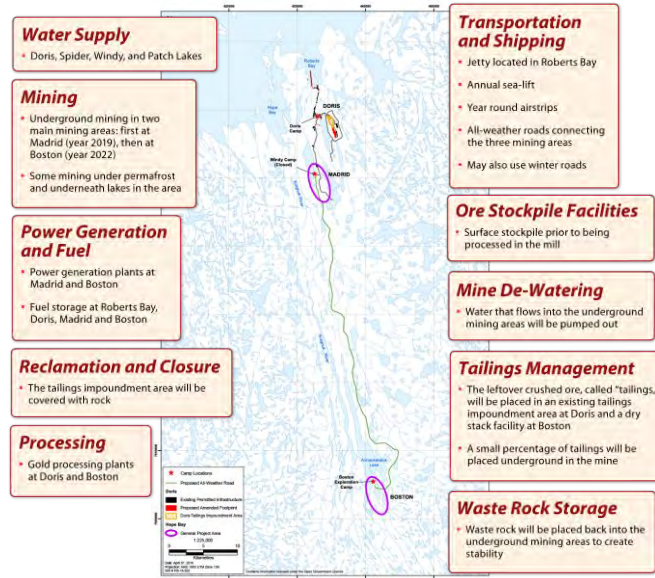 Water Supply
• Doris, Spider, Windy, and Patch Lakes
Mining
• Underground mining in two
main mining areas: first at
Madrid (year 2019), then at
Boston (year 2022)
• Some mining under permafrost
and underneath lakes in the area
Power Generation
and Fuel
• Power generation plants at
Madrid and Boston
• Fuel storage at Roberts Bay,
Doris, Madrid and Boston
Reclamation and Closure
• The tailings impoundment area will be
covered with rock
Processing
• Gold processing plants
at Doris and Boston
Roberts
Bay
Hope
Bay
DORIS
Doris
Camp
Windy Camp
(Closed)
MADRID
Boston
Exploration
Camp
BOSTON
Camp Locations
Proposed All-Weather Road
Doris
Existing Permitted Infrastructure
Proposed Amended Footprint
Doris Tailings Impoundment Area
Hope Bay
General Project Area
Kilometres
Transportation
and Shipping
• Jetty located in Roberts Bay
• Annual sea-lift
• Year round airstrips
• All-weather roads connecting
the three mining areas
• May also use winter roads
Ore Stockpile Facilities
• Surface stockpile prior to being
processed in the mill
Mine De-Watering
• Water that flows into the underground
mining areas will be pumped out
Tailings Management
• The leftover crushed ore, called "tailings,
will be placed in an existing tailings
impoundment area at Doris and a dry
stack facility at Boston
• A small percentage of tailings will be
placed underground in the mine
Waste Rock Storage
• Waste rock will be placed back into the
underground mining areas to create
stability